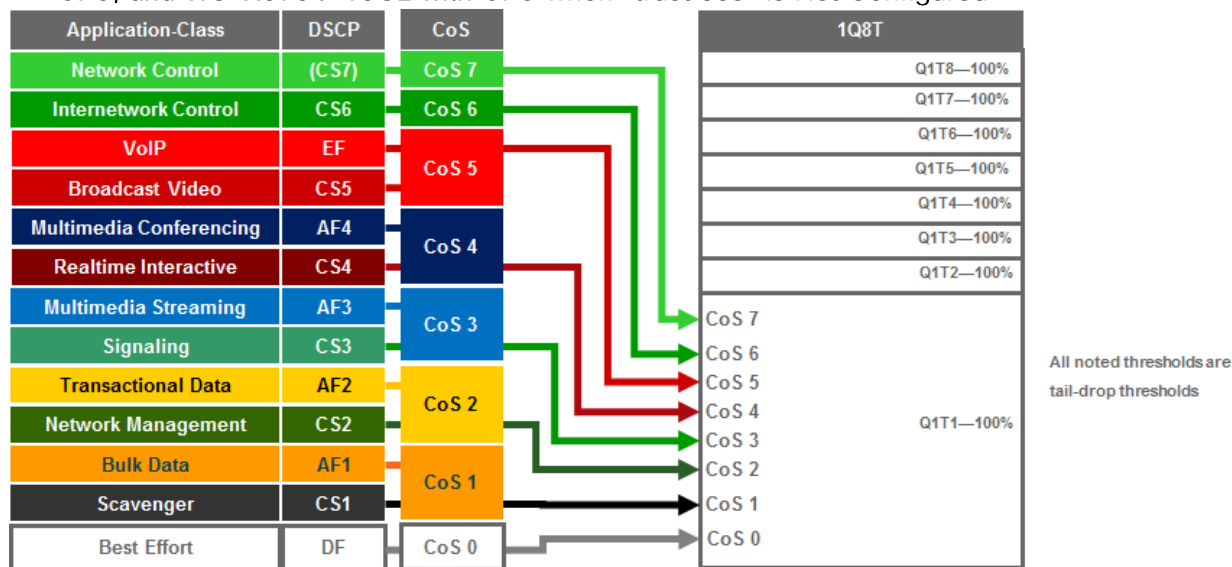 Application-Class DSCP CoS 1Q8T
Network Control (CS7) CoS 7 Q1T8—100%
Internetwork Control CS6 CoS 6 Q1T7—100%
VoIP EF CoS 5 Q1T6—100%
Broadcast Video CS5 Q1T5—100%
Multimedia Conferencing AF4 CoS 4 Q1T4—100%
Q1T3—100%
Realtime Interactive CS4 Q1T2—100%
Multimedia Streaming AF3 CoS 3 CoS 7
Signaling CS3 CoS 6
All noted thresholds are
tail-drop thresholds
Transactional Data AF2 CoS 2 CoS 5
CoS 4
Network Management CS2 Q1T1—100%
CoS 3
Bulk Data AF1 CoS 1 CoS 2
Scavenger CS1 CoS 1
Best Effort DF CoS 0 CoS 0